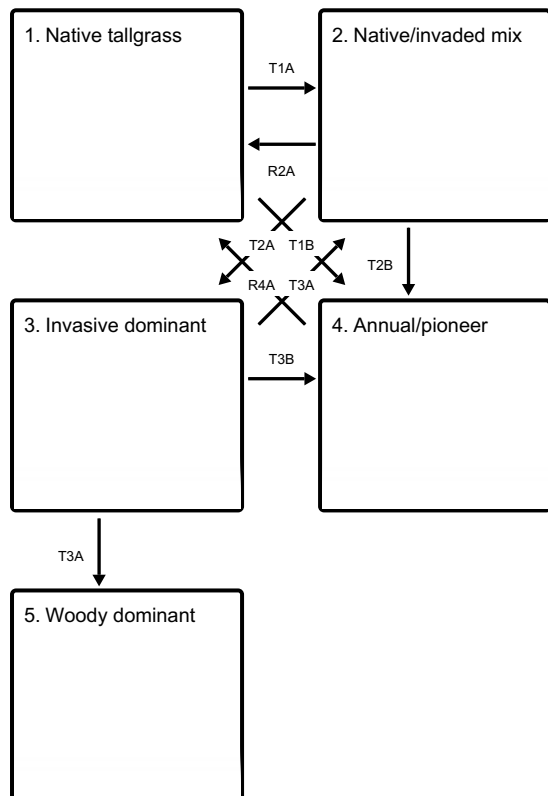 1. Native tallgrass
2. Native/invaded mix
T1A
R2A
T2A
T1B
R4A
T3A
T2B
3. Invasive dominant
4. Annual/pioneer
T3B
T3A
5. Woody dominant